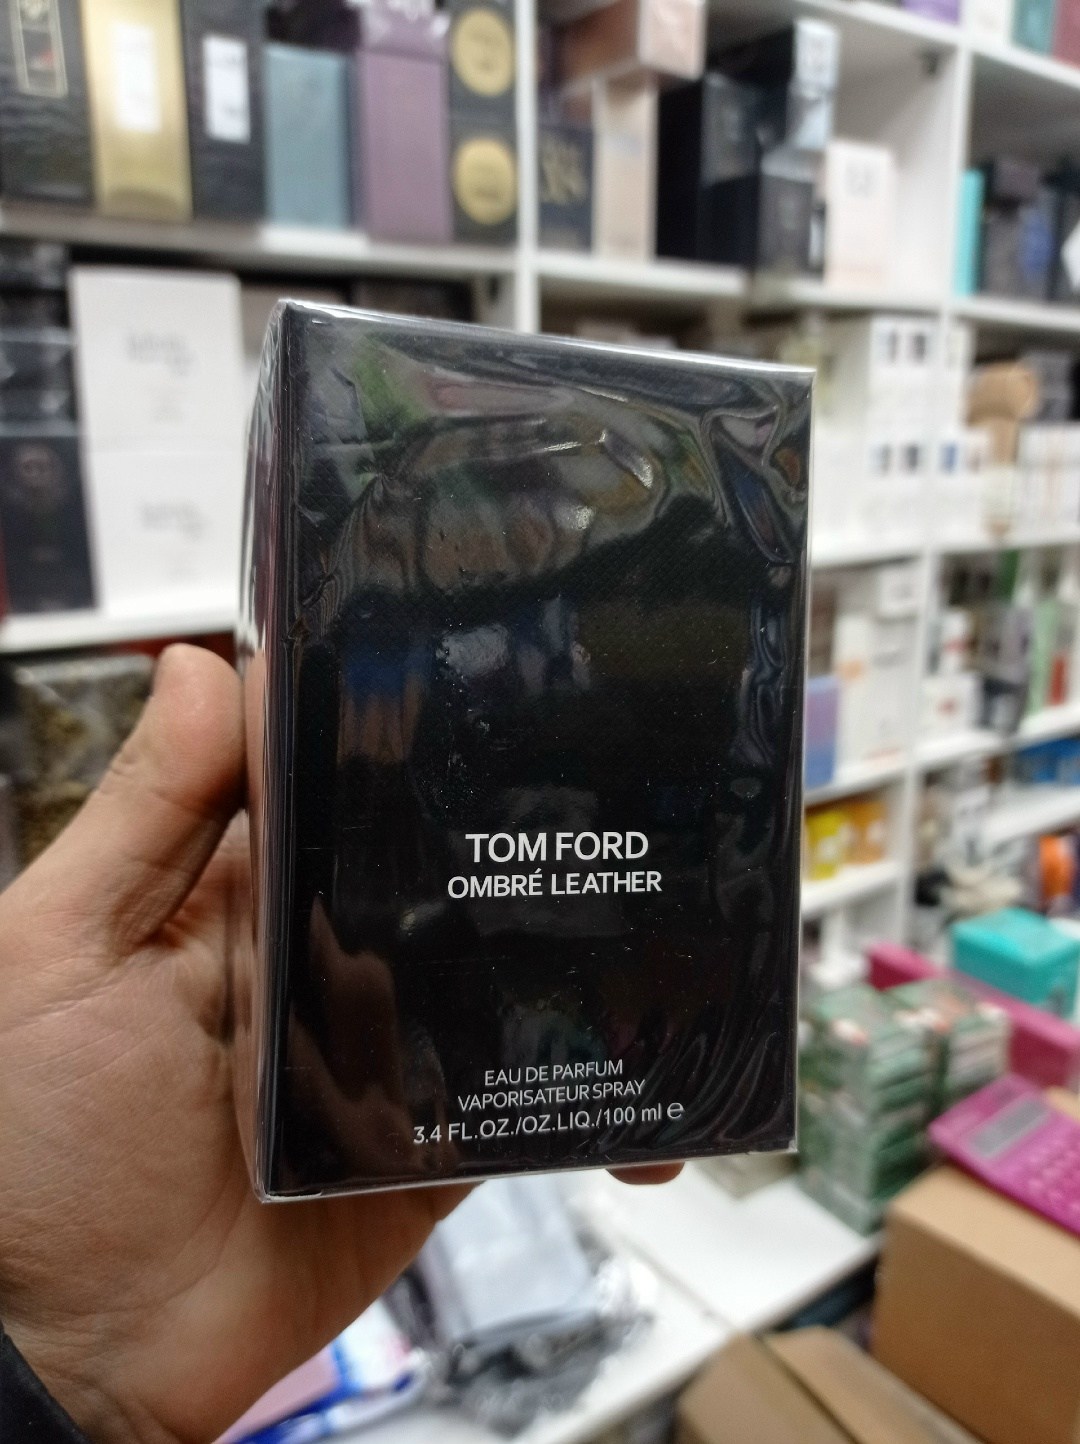 TOM FORD
OMBRÉ LEATHER
EAU DE PARFUM
VAPORISATEUR SPRAY
3.4 FL.OZ./OZ.LIQ./100 ml ℮